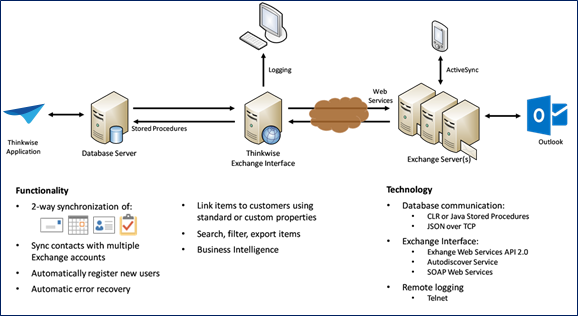 Logging
ActiveSync
Web
Services
Stored Procedures
Thinkwise
Application
Database Server
Thinkwise
Exchange Interface
Exchange Server(s)
Outlook
Functionality
• 2-way synchronization of:
• Sync contacts with multiple
Exchange accounts
• Automatically register new users
• Automatic error recovery
• Link items to customers using
standard or custom properties
• Search, filter, export items
• Business Intelligence
Technology
• Database communication:
• CLR or Java Stored Procedures
• JSON over TCP
• Exchange Interface:
• Exhange Web Services API 2.0
• Autodiscover Service
• SOAP Web Services
• Remote logging
• Telnet